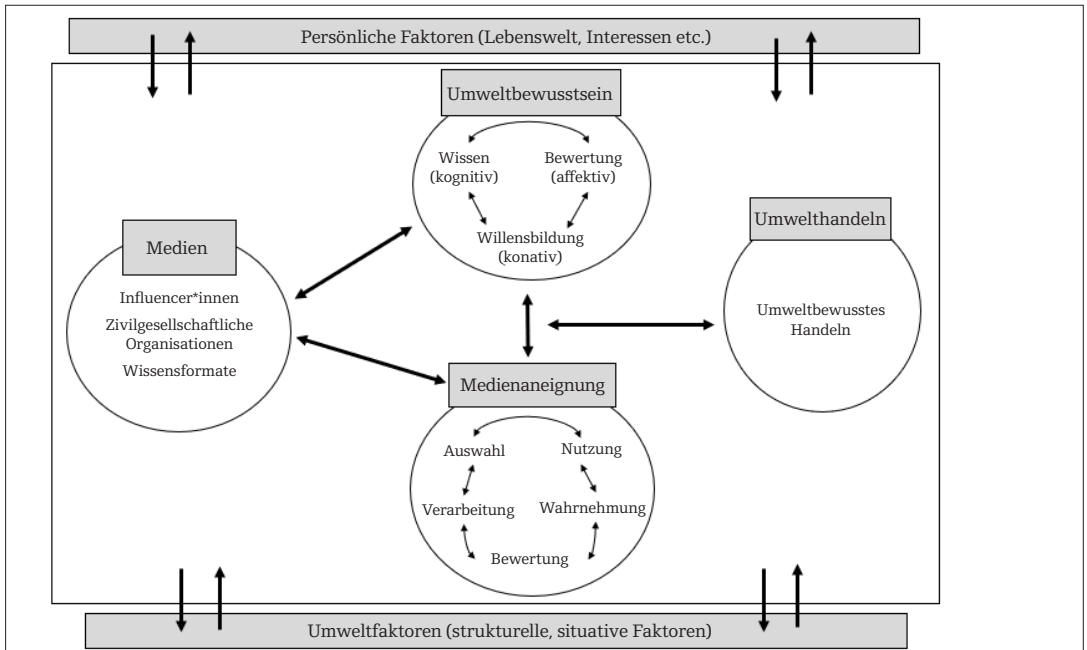 Persönliche Faktoren (Lebenswelt, Interessen etc.)
Umweltbewusstsein
Wissen
(kognitiv)
Bewertung
(affektiv)
Willensbildung
(konativ)
Medien
Influencer*innen
Zivilgesellschaftliche
Organisationen
Wissensformate
Umwelthandeln
Umweltbewusstes
Handeln
Medienaneignung
Auswahl
Nutzung
Verarbeitung
Wahrnehmung
Bewertung
Umweltfaktoren (strukturelle, situative Faktoren)